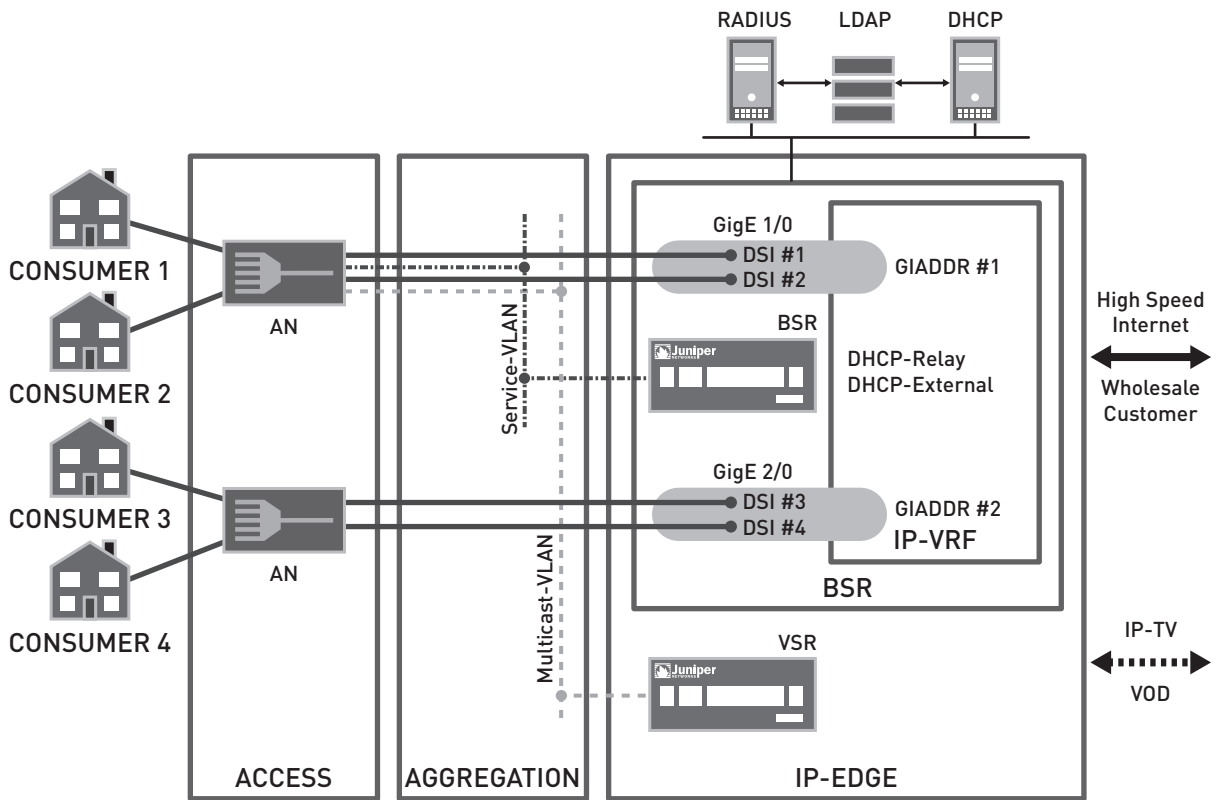 RADIUS
LDAP
DHCP
CONSUMER 1
CONSUMER 2
CONSUMER 3
CONSUMER 4
AN
AN
Service-VLAN
Multicast-VLAN
GigE 1/0
DSI #1
DSI #2
GIADDR #1
BSR
Juniper
NETWORKS
DHCP-Relay
DHCP-External
GigE 2/0
DSI #3
DSI #4
GIADDR #2
IP-VRF
BSR
VSR
Juniper
NETWORKS
High Speed
Internet
Wholesale
Customer
IP-TV
VOD
ACCESS
AGGREGATION
IP-EDGE